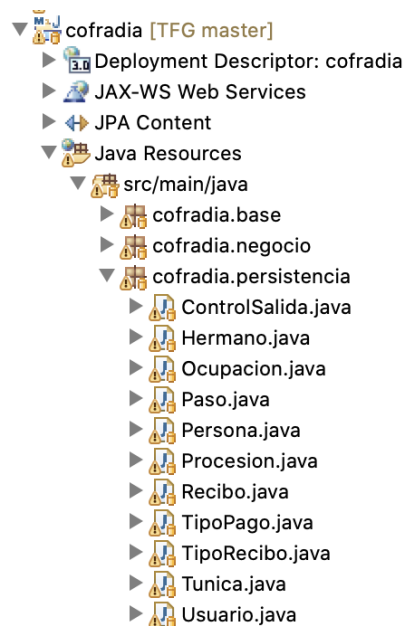 cofradia [TFG master]
3.0 Deployment Descriptor: cofradia
JAX-WS Web Services
JPA Content
Java Resources
src/main/java
cofradia.base
cofradia.negocio
cofradia.persistencia
ControlSalida.java
Hermano.java
Ocupacion.java
Paso.java
Persona.java
Procesion.java
Recibo.java
TipoPago.java
TipoRecibo.java
Tunica.java
Usuario.java